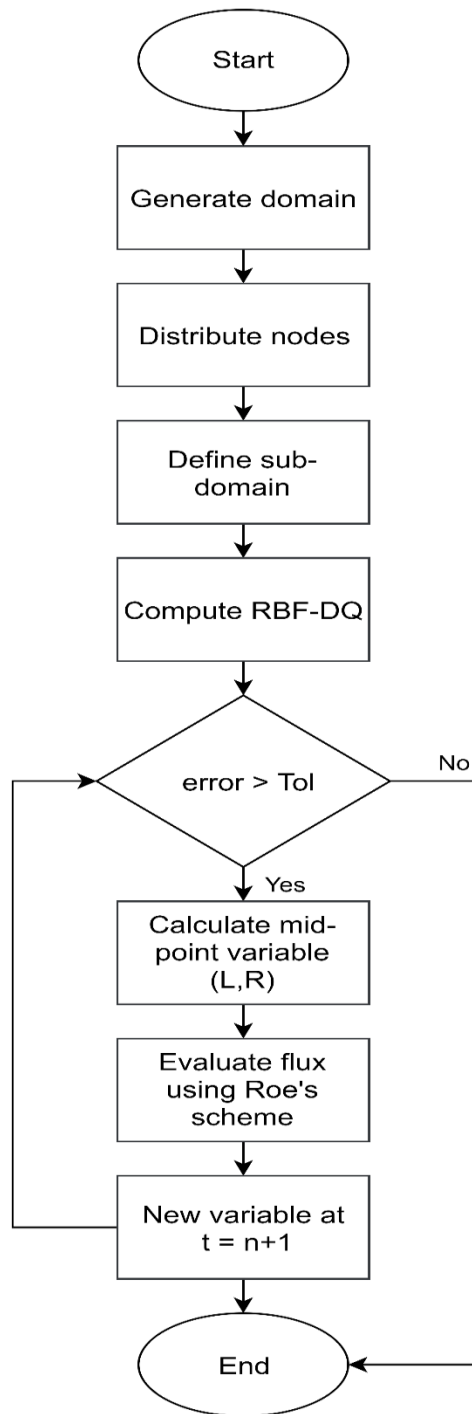 Start
Generate domain
Distribute nodes
Define sub-
domain
Compute RBF-DQ
error > Tol
No
Yes
Calculate mid-
point variable
(L,R)
Evaluate flux
using Roe's
scheme
New variable at
t = n+1
End